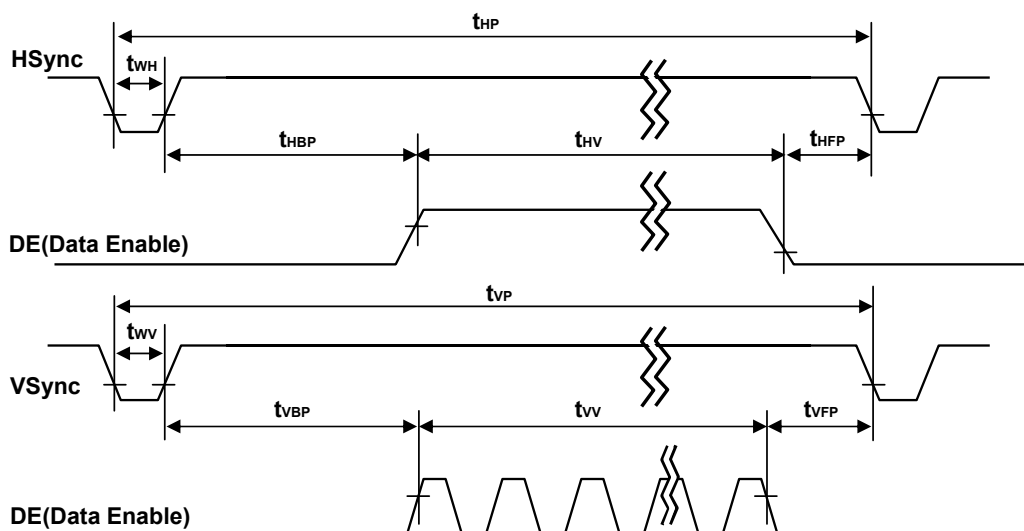 tHP
HSync
tWH
tHBP
tHV
tHFP
DE(Data Enable)
tVP
tWV
VSync
tVBP
tVV
tVFP
DE(Data Enable)